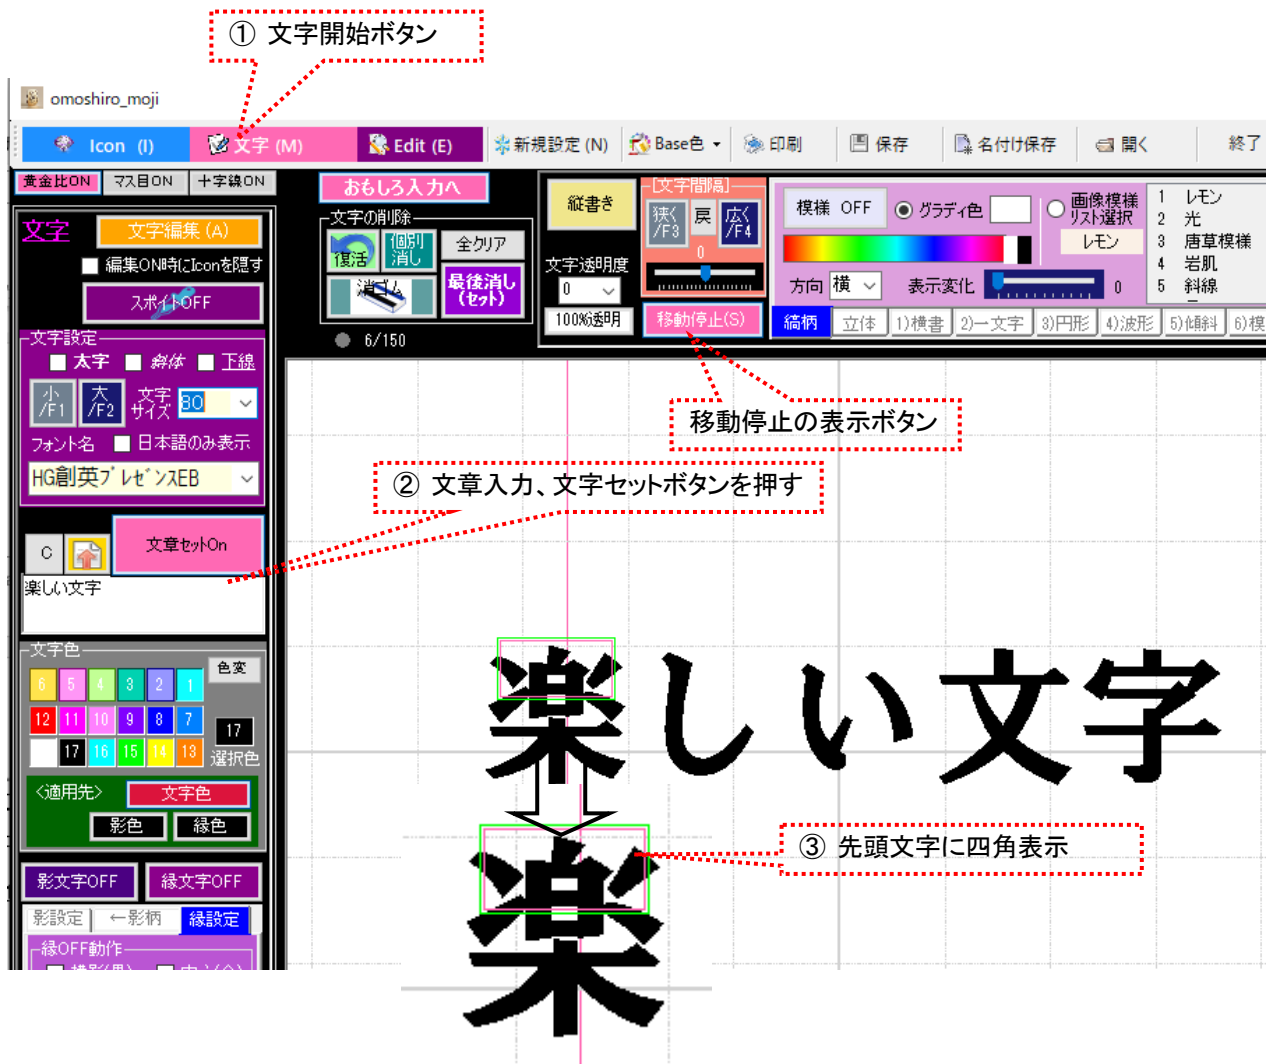 ① 文字開始ボタン
omoshiro_moji
Icon (I)
文字 (M)
Edit (E)
新規設定 (N)
Base色
印刷
保存
名付け保存
開く
終了
黄金比ON
マス目ON
十字線ON
おもしろ入力へ
文字
文字編集 (A)
編集ON時にIconを隠す
スポイトOFF
文字の削除
復活
個別消し
全クリア
消ゴム
最後消し
(セット)
6/150
縦書き
[文字間隔]
狭く
/F3
戻
広く
/F4
0
文字透明度
0
100%透明
移動停止(S)
模様 OFF
グラディ色
画像模様
リスト選択
レモン
方向
横
表示変化
0
1 レモン
2 光
3 唐草模様
4 岩肌
5 斜線
縞柄
立体
1)横書
2)一文字
3)円形
4)波形
5)傾斜
6)模
文字設定
太字
斜体
下線
小
/F1
大
/F2
文字
サイズ
80
フォント名
日本語のみ表示
HG創英プレゼンスEB
移動停止の表示ボタン
② 文章入力、文字セットボタンを押す
C
文章セットOn
楽しい文字
文字色
色変
6 5 4 3 2 1
12 11 10 9 8 7
17 16 15 14 13
17
選択色
<適用先>
文字色
影色
縁色
楽しい文字
③ 先頭文字に四角表示
楽
影文字OFF
縁文字OFF
影設定
←影柄
縁設定
縁OFF動作